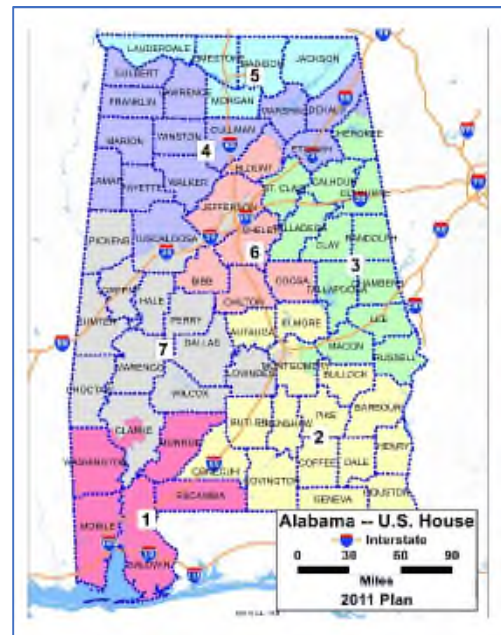 LAUDERDALE
LIMESTONE
MADISON
JACKSON
COLBERT
5
LAWRENCE
MORGAN
FRANKLIN
MARSHALL
DEKALB
CULLMAN
CHEROKEE
MARION
WINSTON
4
ETOWAH
BLOUNT
LAMAR
FAYETTE
WALKER
ST. CLAIR
CALHOUN
CLEBURNE
JEFFERSON
SHELBY
TALLADEGA
PICKENS
TUSCALOOSA
6
CLAY
RANDOLPH
3
BIBB
COOSA
TALLAPOOSA
CHAMBERS
GREENE
HALE
CHILTON
SUMTER
PERRY
AUTAUGA
ELMORE
LEE
7
DALLAS
MACON
RUSSELL
MARENGO
LOWNDES
MONTGOMERY
BULLOCK
CHOCTAW
WILCOX
PIKE
BARBOUR
CLARKE
BUTLER
CRENSHAW
2
MONROE
HENRY
WASHINGTON
CONECUH
COFFEE
DALE
COVINGTON
HOUSTON
ESCAMBIA
GENEVA
MOBILE
1
BALDWIN
Alabama -- U.S. House
Interstate
0 30 60 90
Miles
2011 Plan